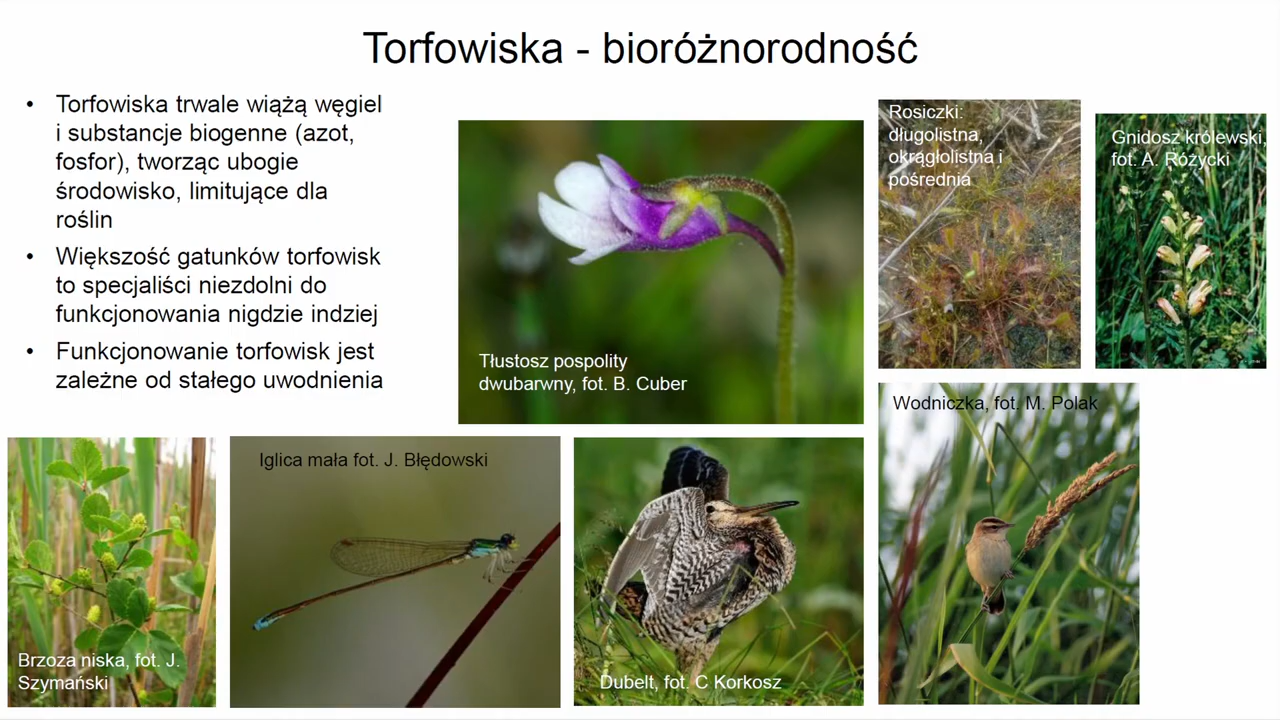 Torfowiska - bioróżnorodność
• Torfowiska trwale wiążą węgiel
i substancje biogenne (azot,
fosfor), tworząc ubogie
środowisko, limitujące dla
roślin
• Większość gatunków torfowisk
to specjaliści niezdolni do
funkcjonowania nigdzie indziej
• Funkcjonowanie torfowisk jest
zależne od stałego uwodnienia
Tłustosz pospolity
dwubarwny, fot. B. Cuber
Rosiczki:
długolistna,
okrągłolistna i
pośrednia
Gnidosz królewski,
fot. A. Różycki
Brzoza niska, fot. J.
Szymański
Iglica mała fot. J. Błędowski
Dubelt, fot. C Korkosz
Wodniczka, fot. M. Polak